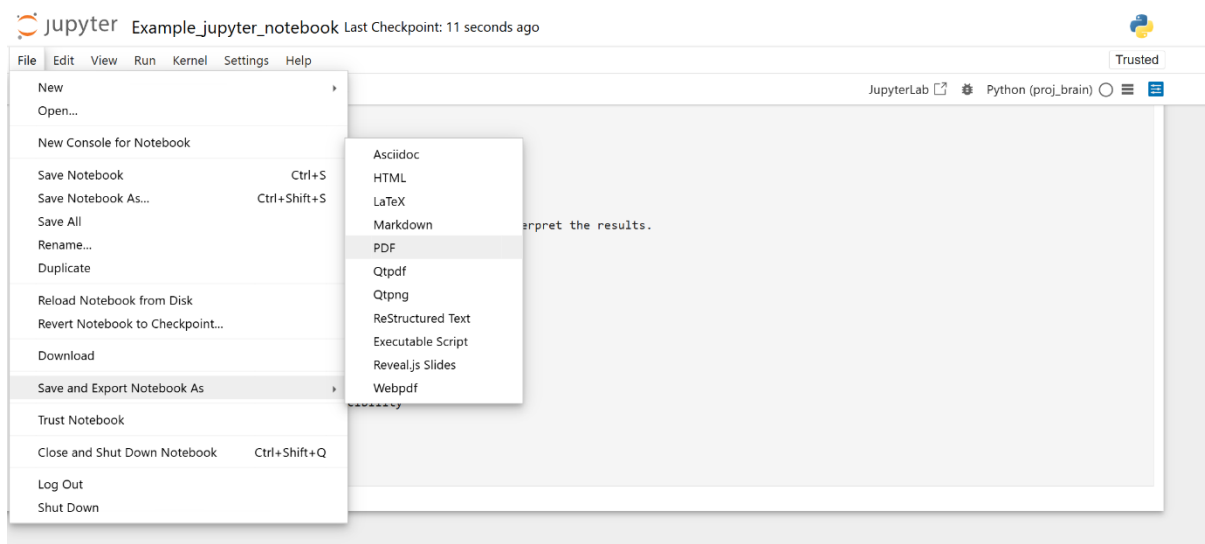 jupyter Example_jupyter_notebook Last Checkpoint: 11 seconds ago
File Edit View Run Kernel Settings Help
Trusted
JupyterLab Python (proj_brain)
New
Open...
New Console for Notebook
Save Notebook Ctrl+S
Save Notebook As... Ctrl+Shift+S
Save All
Rename...
Duplicate
Reload Notebook from Disk
Revert Notebook to Checkpoint...
Download
Save and Export Notebook As
Trust Notebook
Close and Shut Down Notebook Ctrl+Shift+Q
Log Out
Shut Down
Asciidoc
HTML
LaTeX
Markdown
PDF
Qtpdf
Qtpng
ReStructured Text
Executable Script
Reveal.js Slides
Webpdf
erpret the results.